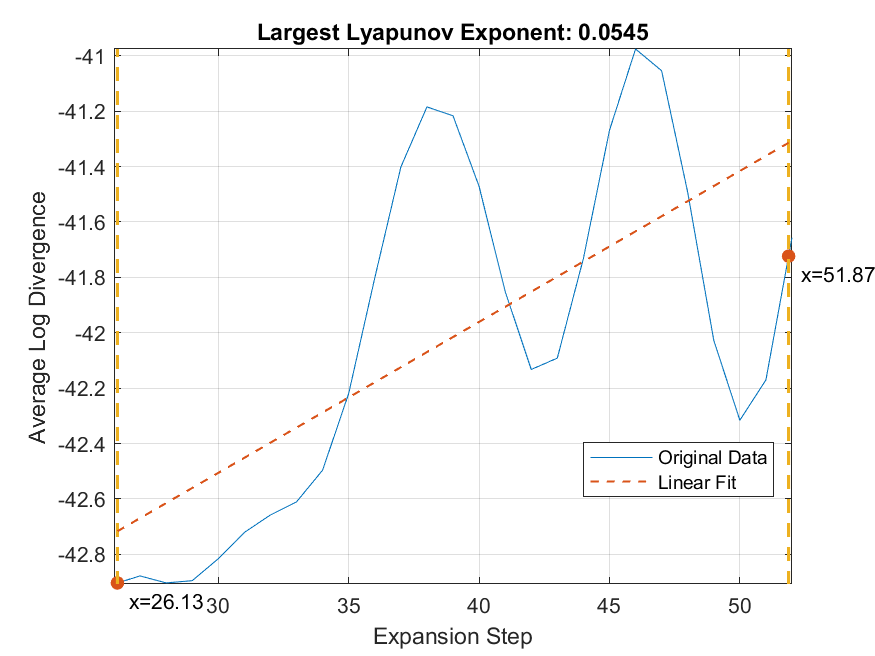 Largest Lyapunov Exponent: 0.0545
-41
-41.2
-41.4
-41.6
-41.8
-42
-42.2
-42.4
-42.6
-42.8
Average Log Divergence
x=51.87
Original Data
Linear Fit
x=26.13
30
35
40
45
50
Expansion Step